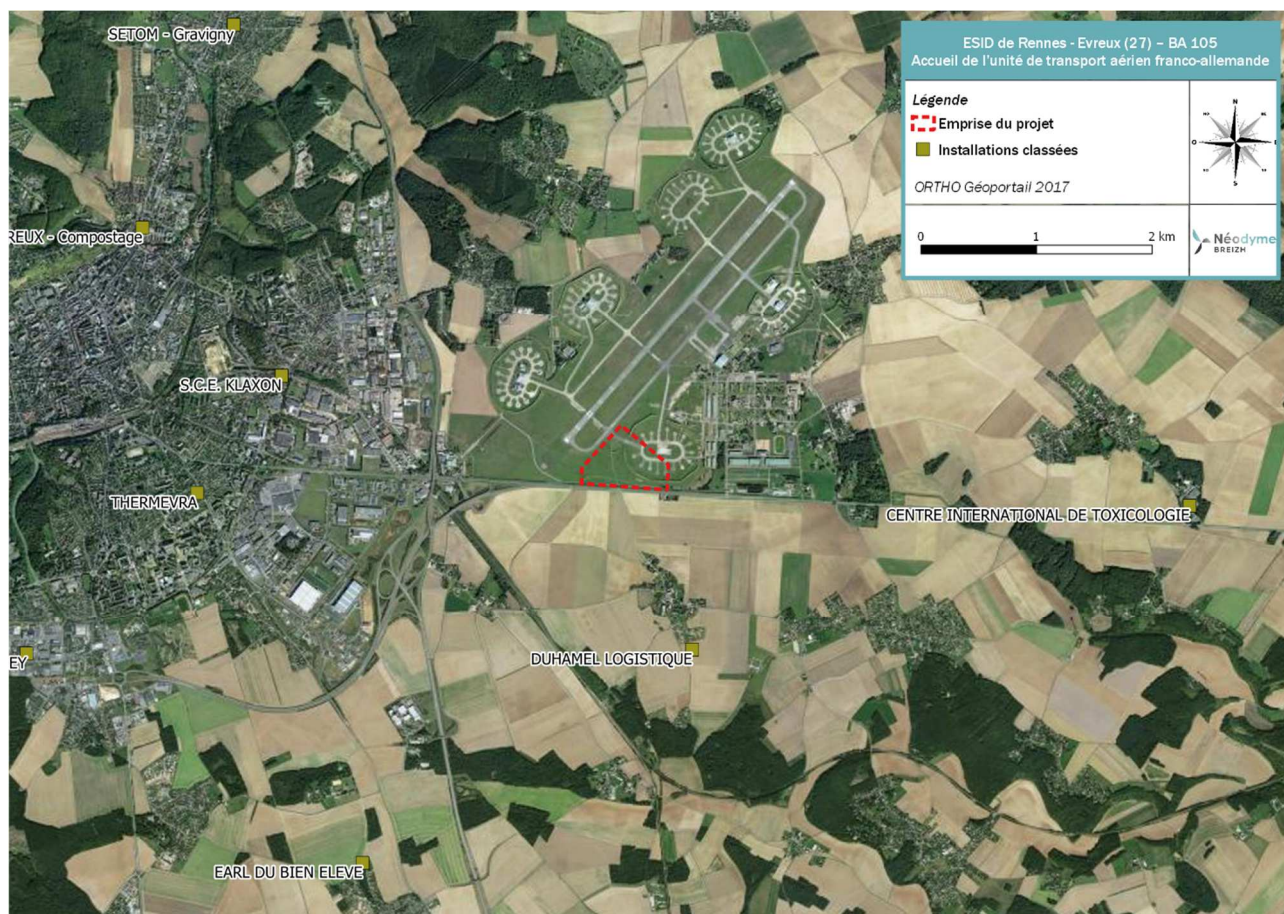 SETOM - Gravigny
ESID de Rennes - Evreux (27) – BA 105
Accueil de l'unité de transport aérien franco-allemande
Légende
Emprise du projet
Installations classées
ORTHO Géoportail 2017
N
O
S
0 1 2 km
Néodyme
BREIZH
REUX - Compostage
S.C.E. KLAXON
THERMEVRA
CENTRE INTERNATIONAL DE TOXICOLOGIE
DUHAMEL LOGISTIQUE
EY
EARL DU BIEN ELEVE